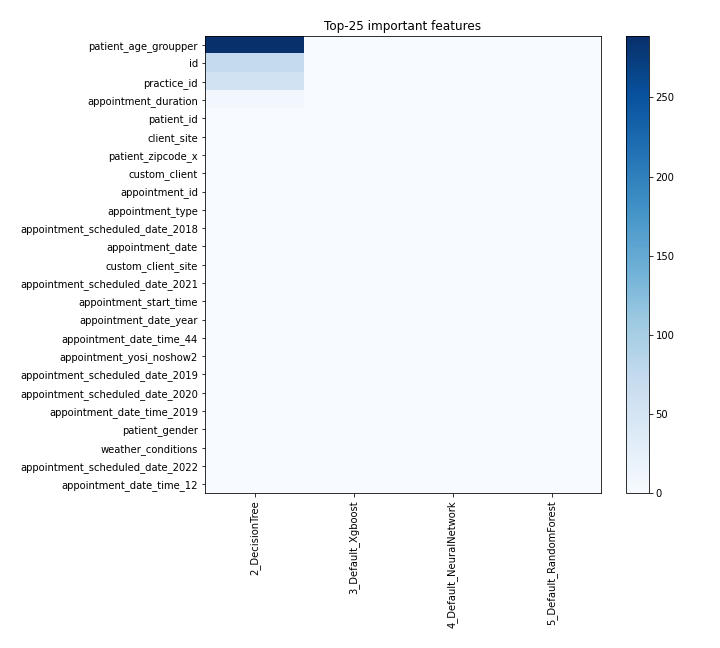 Top-25 important features
patient_age_groupper
id
practice_id
appointment_duration
patient_id
client_site
patient_zipcode_x
custom_client
appointment_id
appointment_type
appointment_scheduled_date_2018
appointment_date
custom_client_site
appointment_scheduled_date_2021
appointment_start_time
appointment_date_year
appointment_date_time_44
appointment_yosi_noshow2
appointment_scheduled_date_2019
appointment_scheduled_date_2020
appointment_date_time_2019
patient_gender
weather_conditions
appointment_scheduled_date_2022
appointment_date_time_12
2_DecisionTree
3_Default_Xgboost
4_Default_NeuralNetwork
5_Default_RandomForest
250
200
150
100
50
0